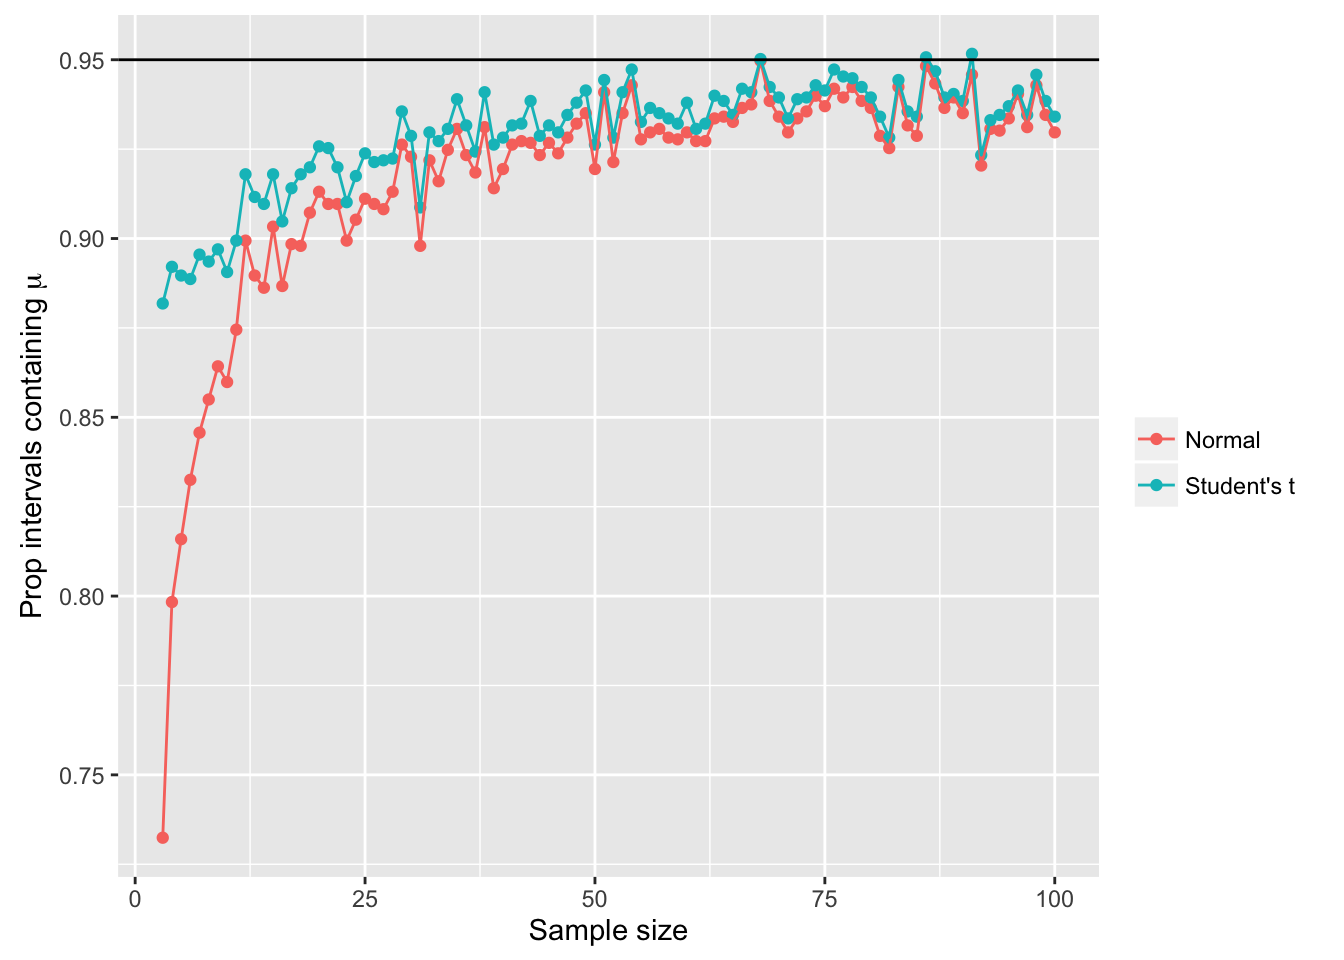 0.95
0.90
0.85
0.80
0.75
Prop intervals containing μ
0 25 50 75 100
Sample size
Normal
Student's t